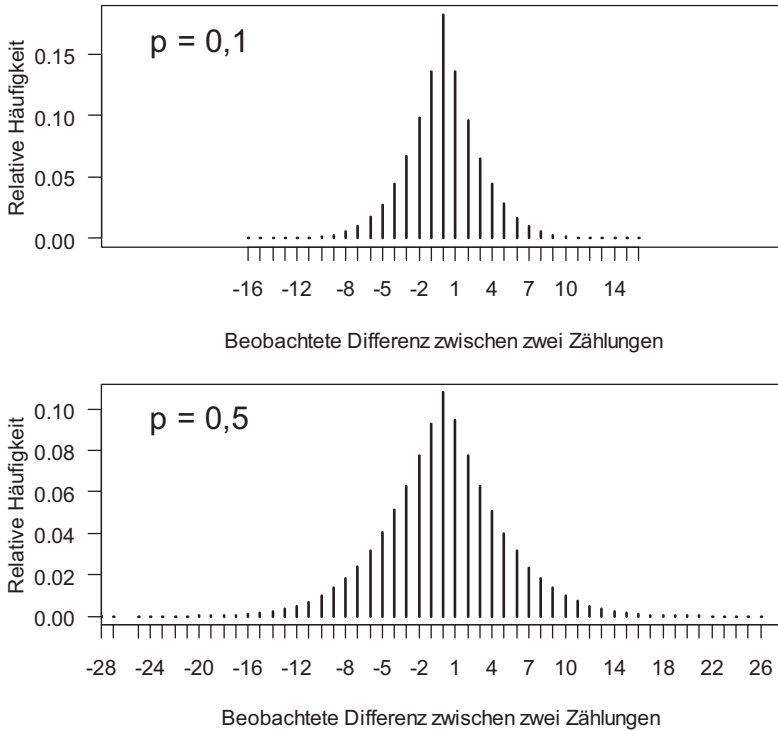 p = 0,1
Relative Häufigkeit
0.15
0.10
0.05
0.00
-16 -12 -8 -5 -2 1 4 7 10 14
Beobachtete Differenz zwischen zwei Zählungen
p = 0,5
Relative Häufigkeit
0.10
0.08
0.06
0.04
0.02
0.00
-28 -24 -20 -16 -12 -8 -5 -2 1 4 7 10 14 18 22 26
Beobachtete Differenz zwischen zwei Zählungen